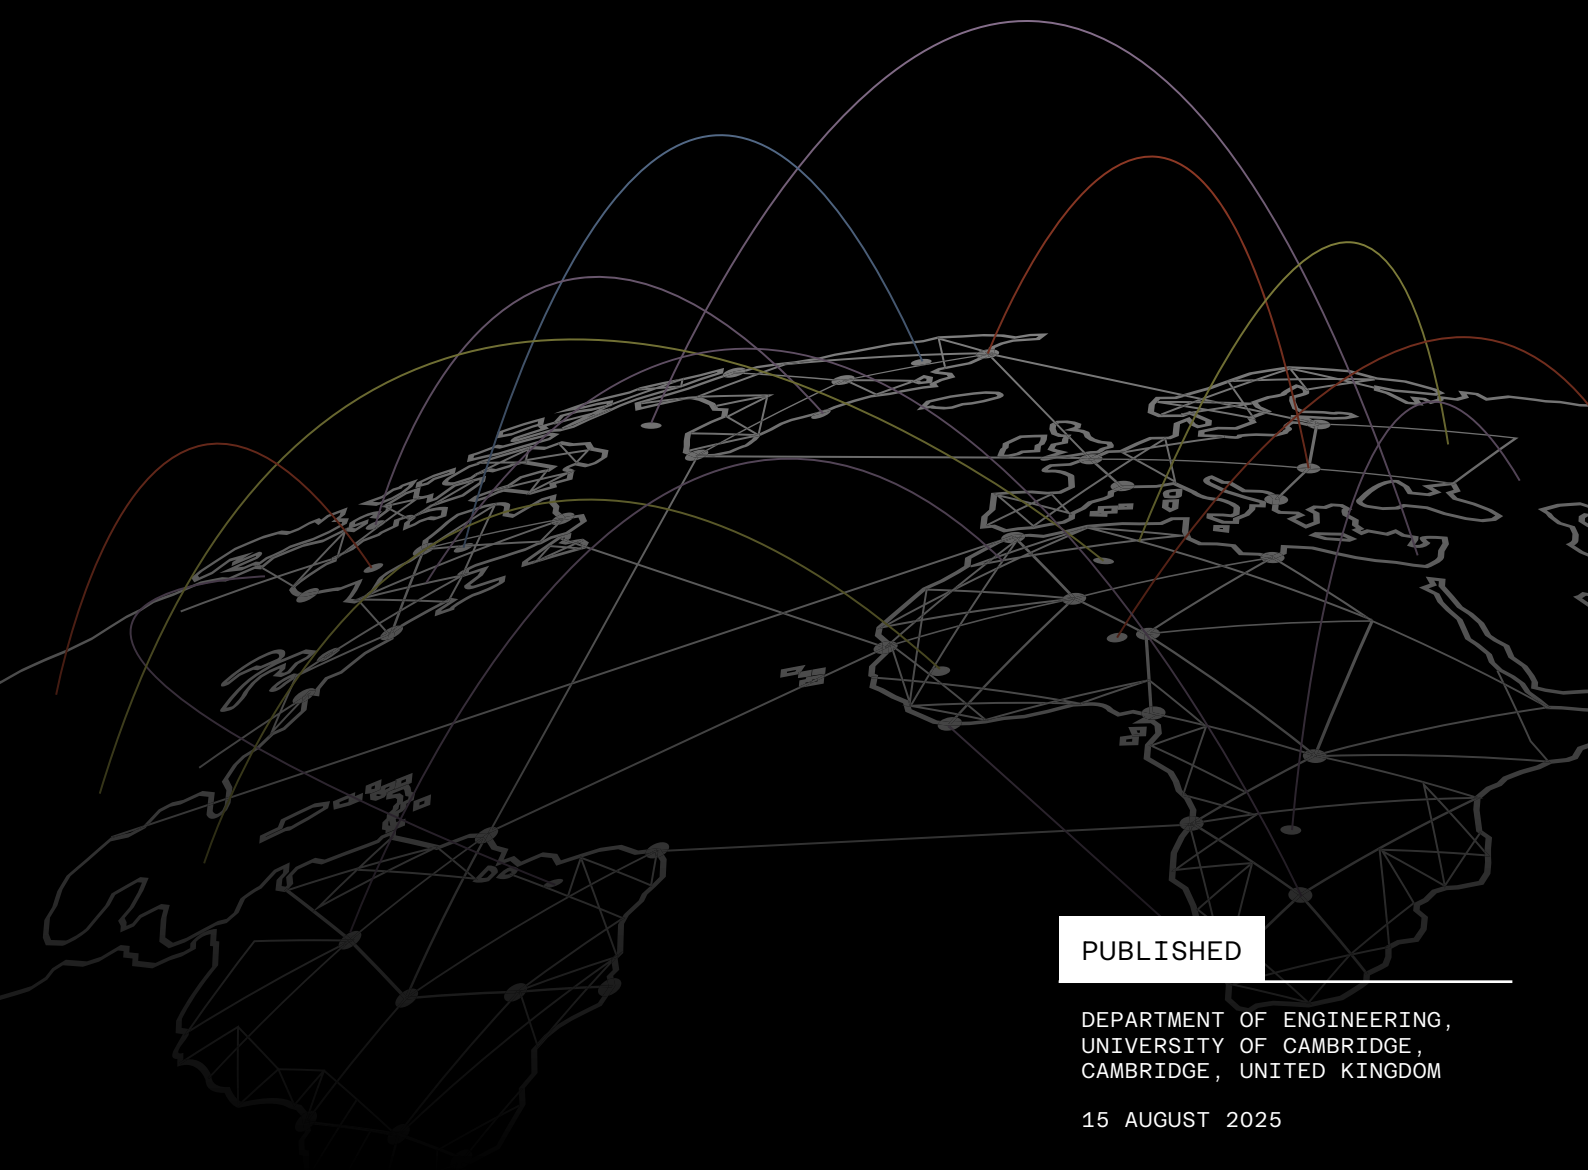 PUBLISHED
DEPARTMENT OF ENGINEERING,
UNIVERSITY OF CAMBRIDGE,
CAMBRIDGE, UNITED KINGDOM
15 AUGUST 2025